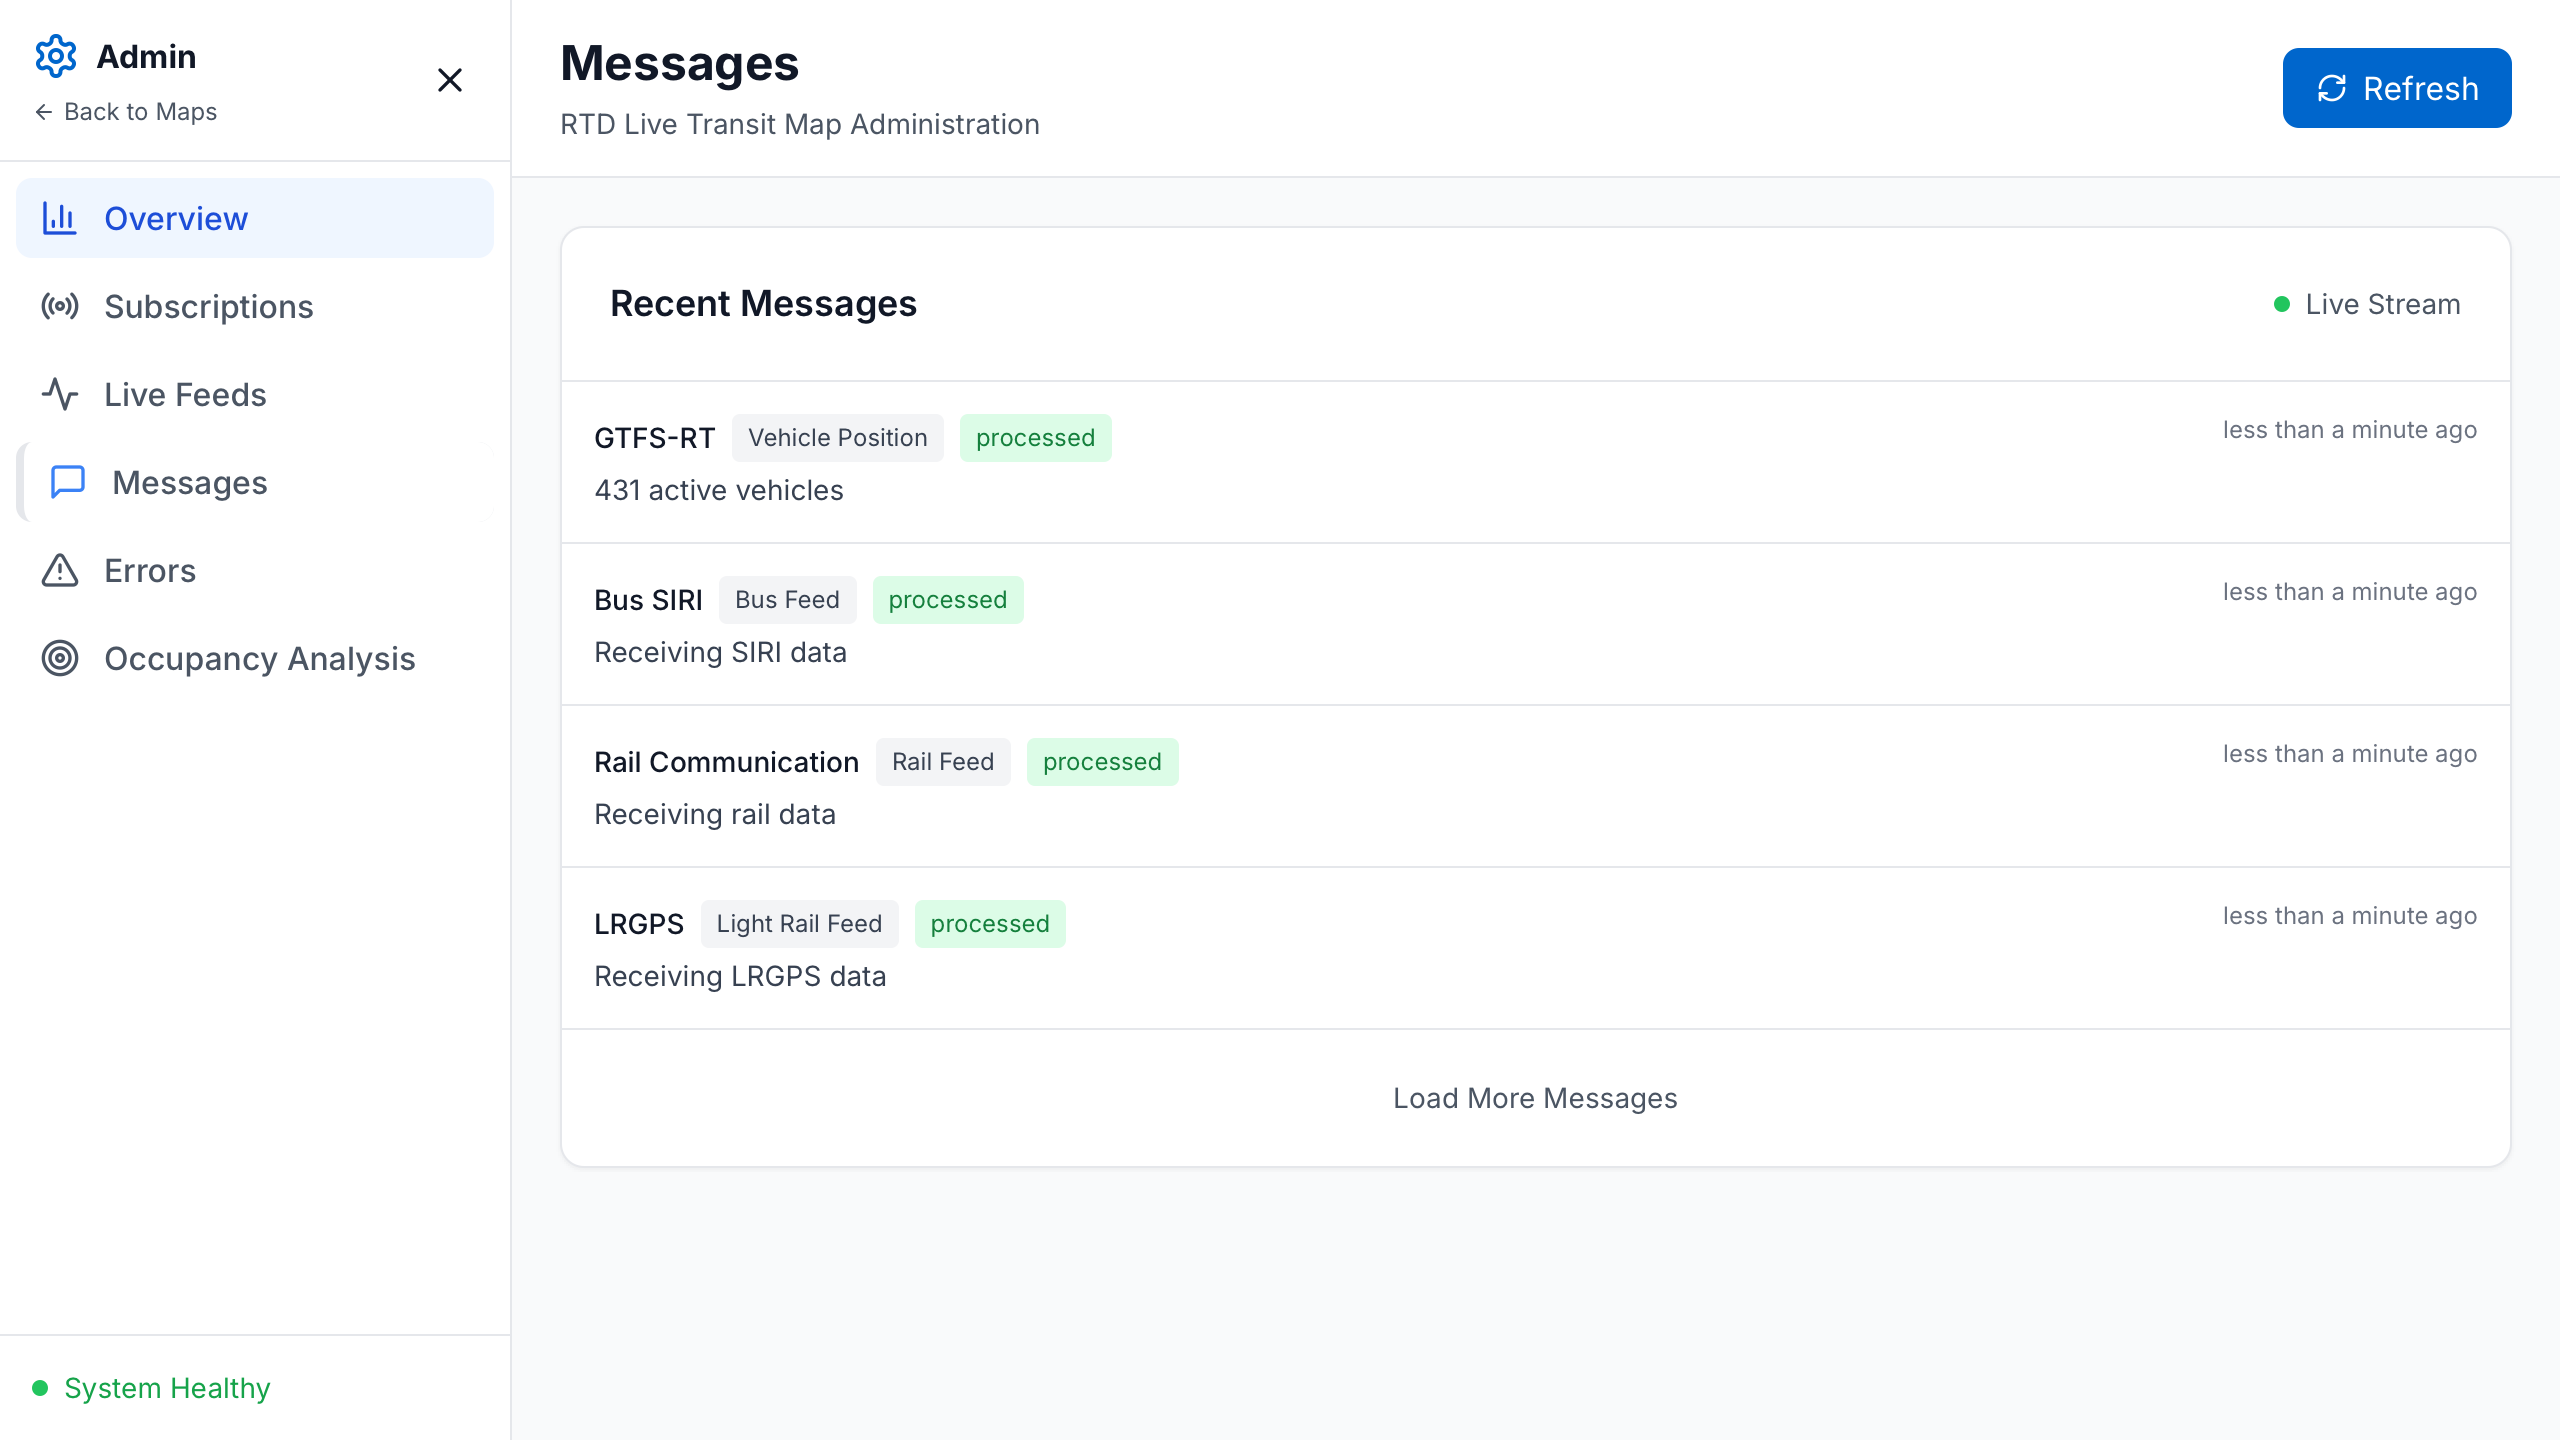 Admin
Back to Maps
Overview
Subscriptions
Live Feeds
Messages
Errors
Occupancy Analysis
System Healthy
Messages
RTD Live Transit Map Administration
Refresh
Recent Messages
Live Stream
GTFS-RT Vehicle Position processed less than a minute ago
431 active vehicles
Bus SIRI Bus Feed processed less than a minute ago
Receiving SIRI data
Rail Communication Rail Feed processed less than a minute ago
Receiving rail data
LRGPS Light Rail Feed processed less than a minute ago
Receiving LRGPS data
Load More Messages